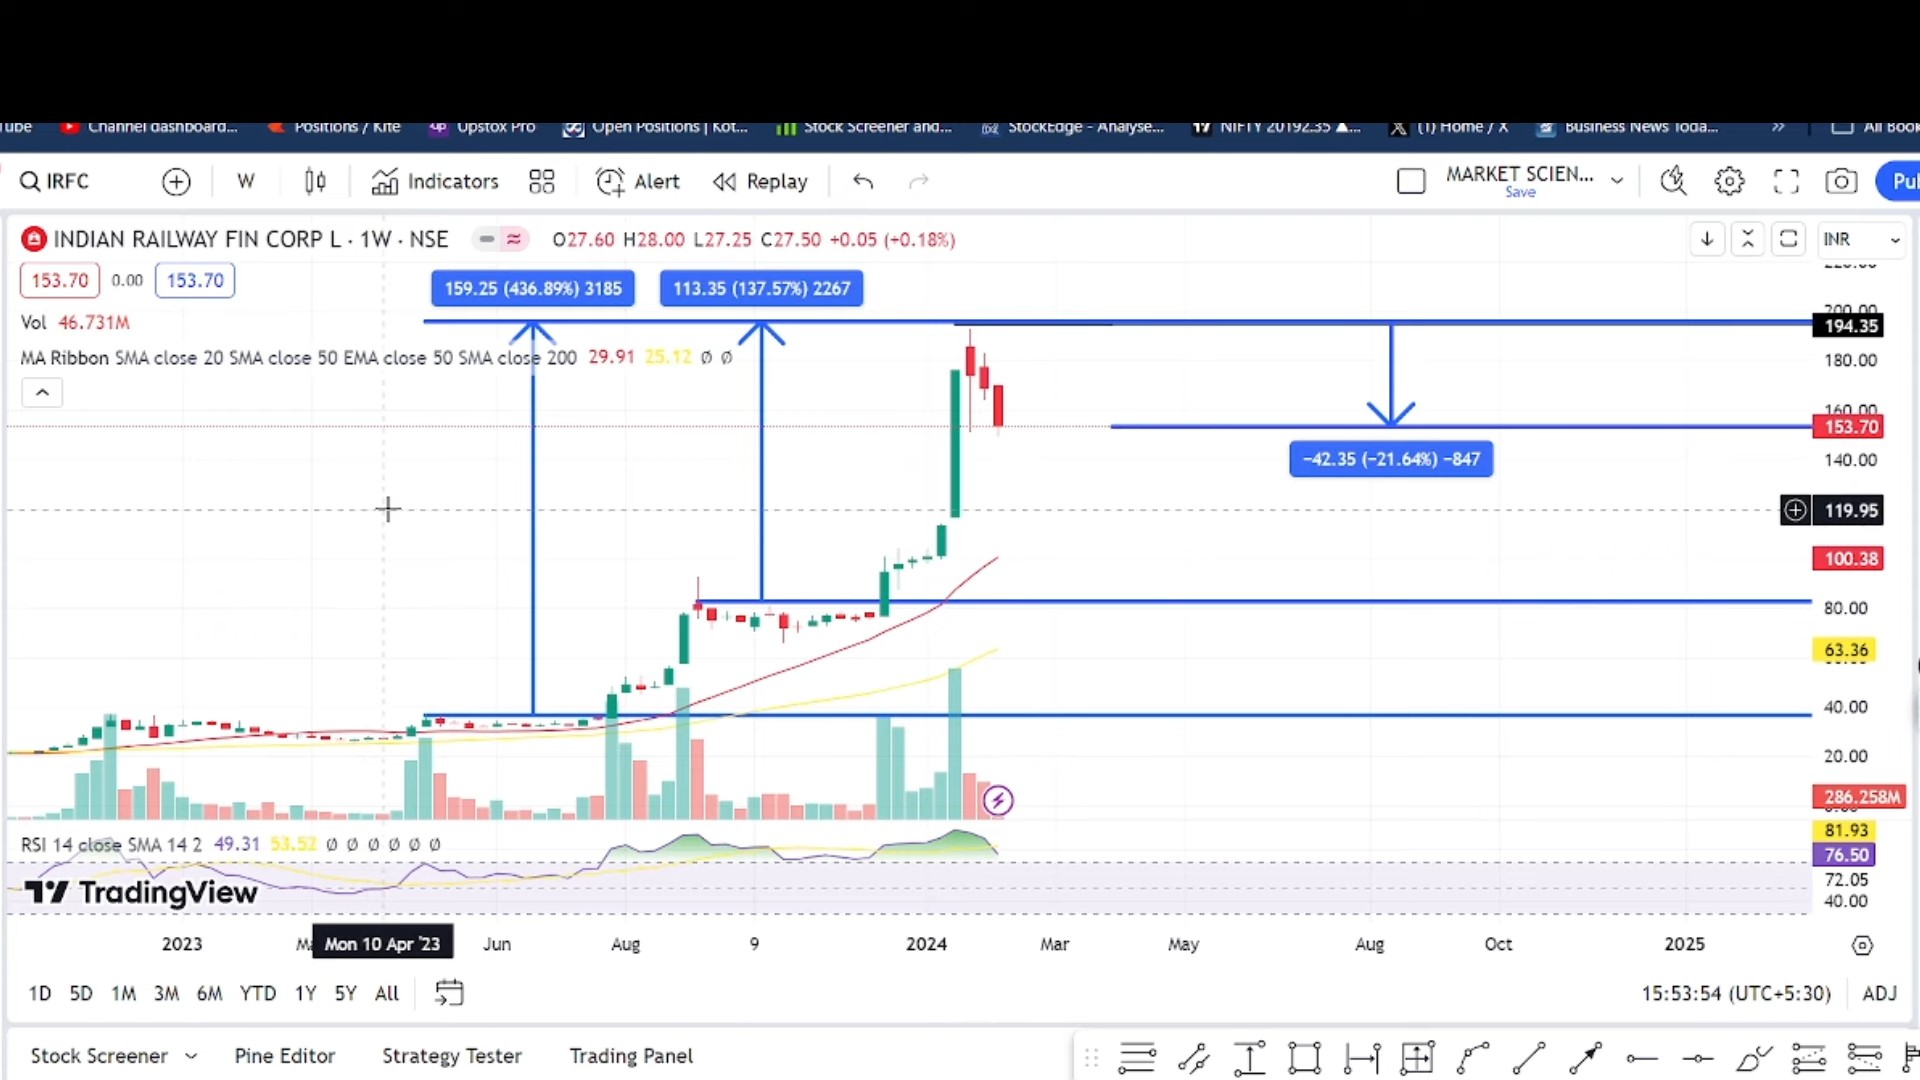 Tube Channel dashboard... Positions / Kite Upstox Pro Open Positions | Kot... Stock Screener and... StockEdge - Analyse... NIFTY 20192.35 ▲... (1) Home / X Business News Toda... » All Book
IRFC W Indicators Alert Replay MARKET SCIEN... Pub
Save
INDIAN RAILWAY FIN CORP L · 1W · NSE O27.60 H28.00 L27.25 C27.50 +0.05 (+0.18%) INR
153.70 0.00 153.70
159.25 (436.89%) 3185 113.35 (137.57%) 2267
Vol 46.731M
200.00
194.35
MA Ribbon SMA close 20 SMA close 50 EMA close 50 SMA close 200 29.91 25.12 ø ø
180.00
160.00
153.70
−42.35 (−21.64%) −847
140.00
119.95
100.38
80.00
63.36
40.00
20.00
286.258M
81.93
RSI 14 close SMA 14 2 49.31 53.52 ø ø ø ø ø ø
76.50
72.05
TradingView
40.00
2023 Ma Mon 10 Apr '23 Jun Aug 9 2024 Mar May Aug Oct 2025
1D 5D 1M 3M 6M YTD 1Y 5Y All 15:53:54 (UTC+5:30) ADJ
Stock Screener Pine Editor Strategy Tester Trading Panel